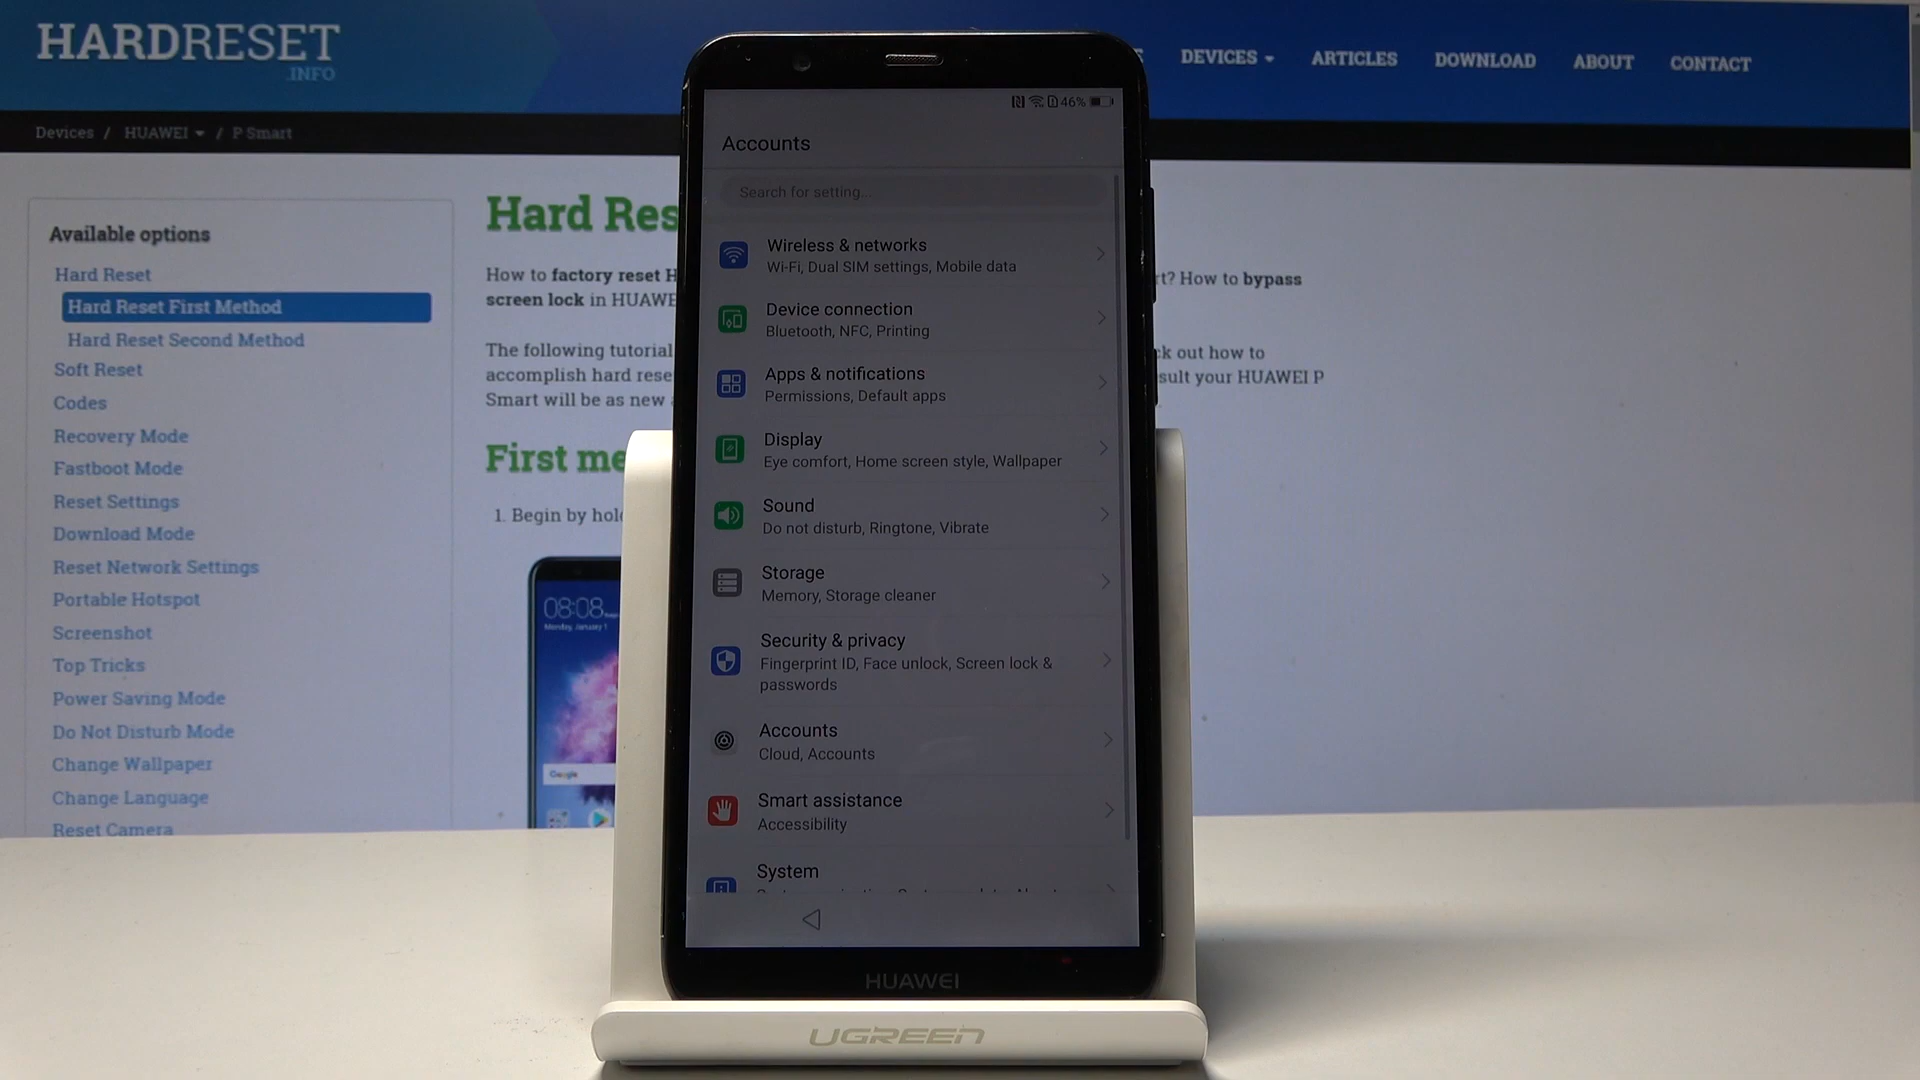 HARDRESET
.INFO
DEVICES
ARTICLES
DOWNLOAD
ABOUT
CONTACT
Devices / HUAWEI / P Smart
Available options
Hard Reset
Hard Reset First Method
Hard Reset Second Method
Soft Reset
Codes
Recovery Mode
Fastboot Mode
Reset Settings
Download Mode
Reset Network Settings
Portable Hotspot
Screenshot
Top Tricks
Power Saving Mode
Do Not Disturb Mode
Change Wallpaper
Change Language
Reset Camera
Hard Res
How to factory reset H
rt? How to bypass
screen lock in HUAWE
The following tutorial
ck out how to
accomplish hard rese
sult your HUAWEI P
Smart will be as new
First me
1. Begin by hol
08:08
Monday, January 1
Google
46%
Accounts
Search for setting...
Wireless & networks
Wi-Fi, Dual SIM settings, Mobile data
Device connection
Bluetooth, NFC, Printing
Apps & notifications
Permissions, Default apps
Display
Eye comfort, Home screen style, Wallpaper
Sound
Do not disturb, Ringtone, Vibrate
Storage
Memory, Storage cleaner
Security & privacy
Fingerprint ID, Face unlock, Screen lock &
passwords
Accounts
Cloud, Accounts
Smart assistance
Accessibility
System
HUAWEI
UGREEN